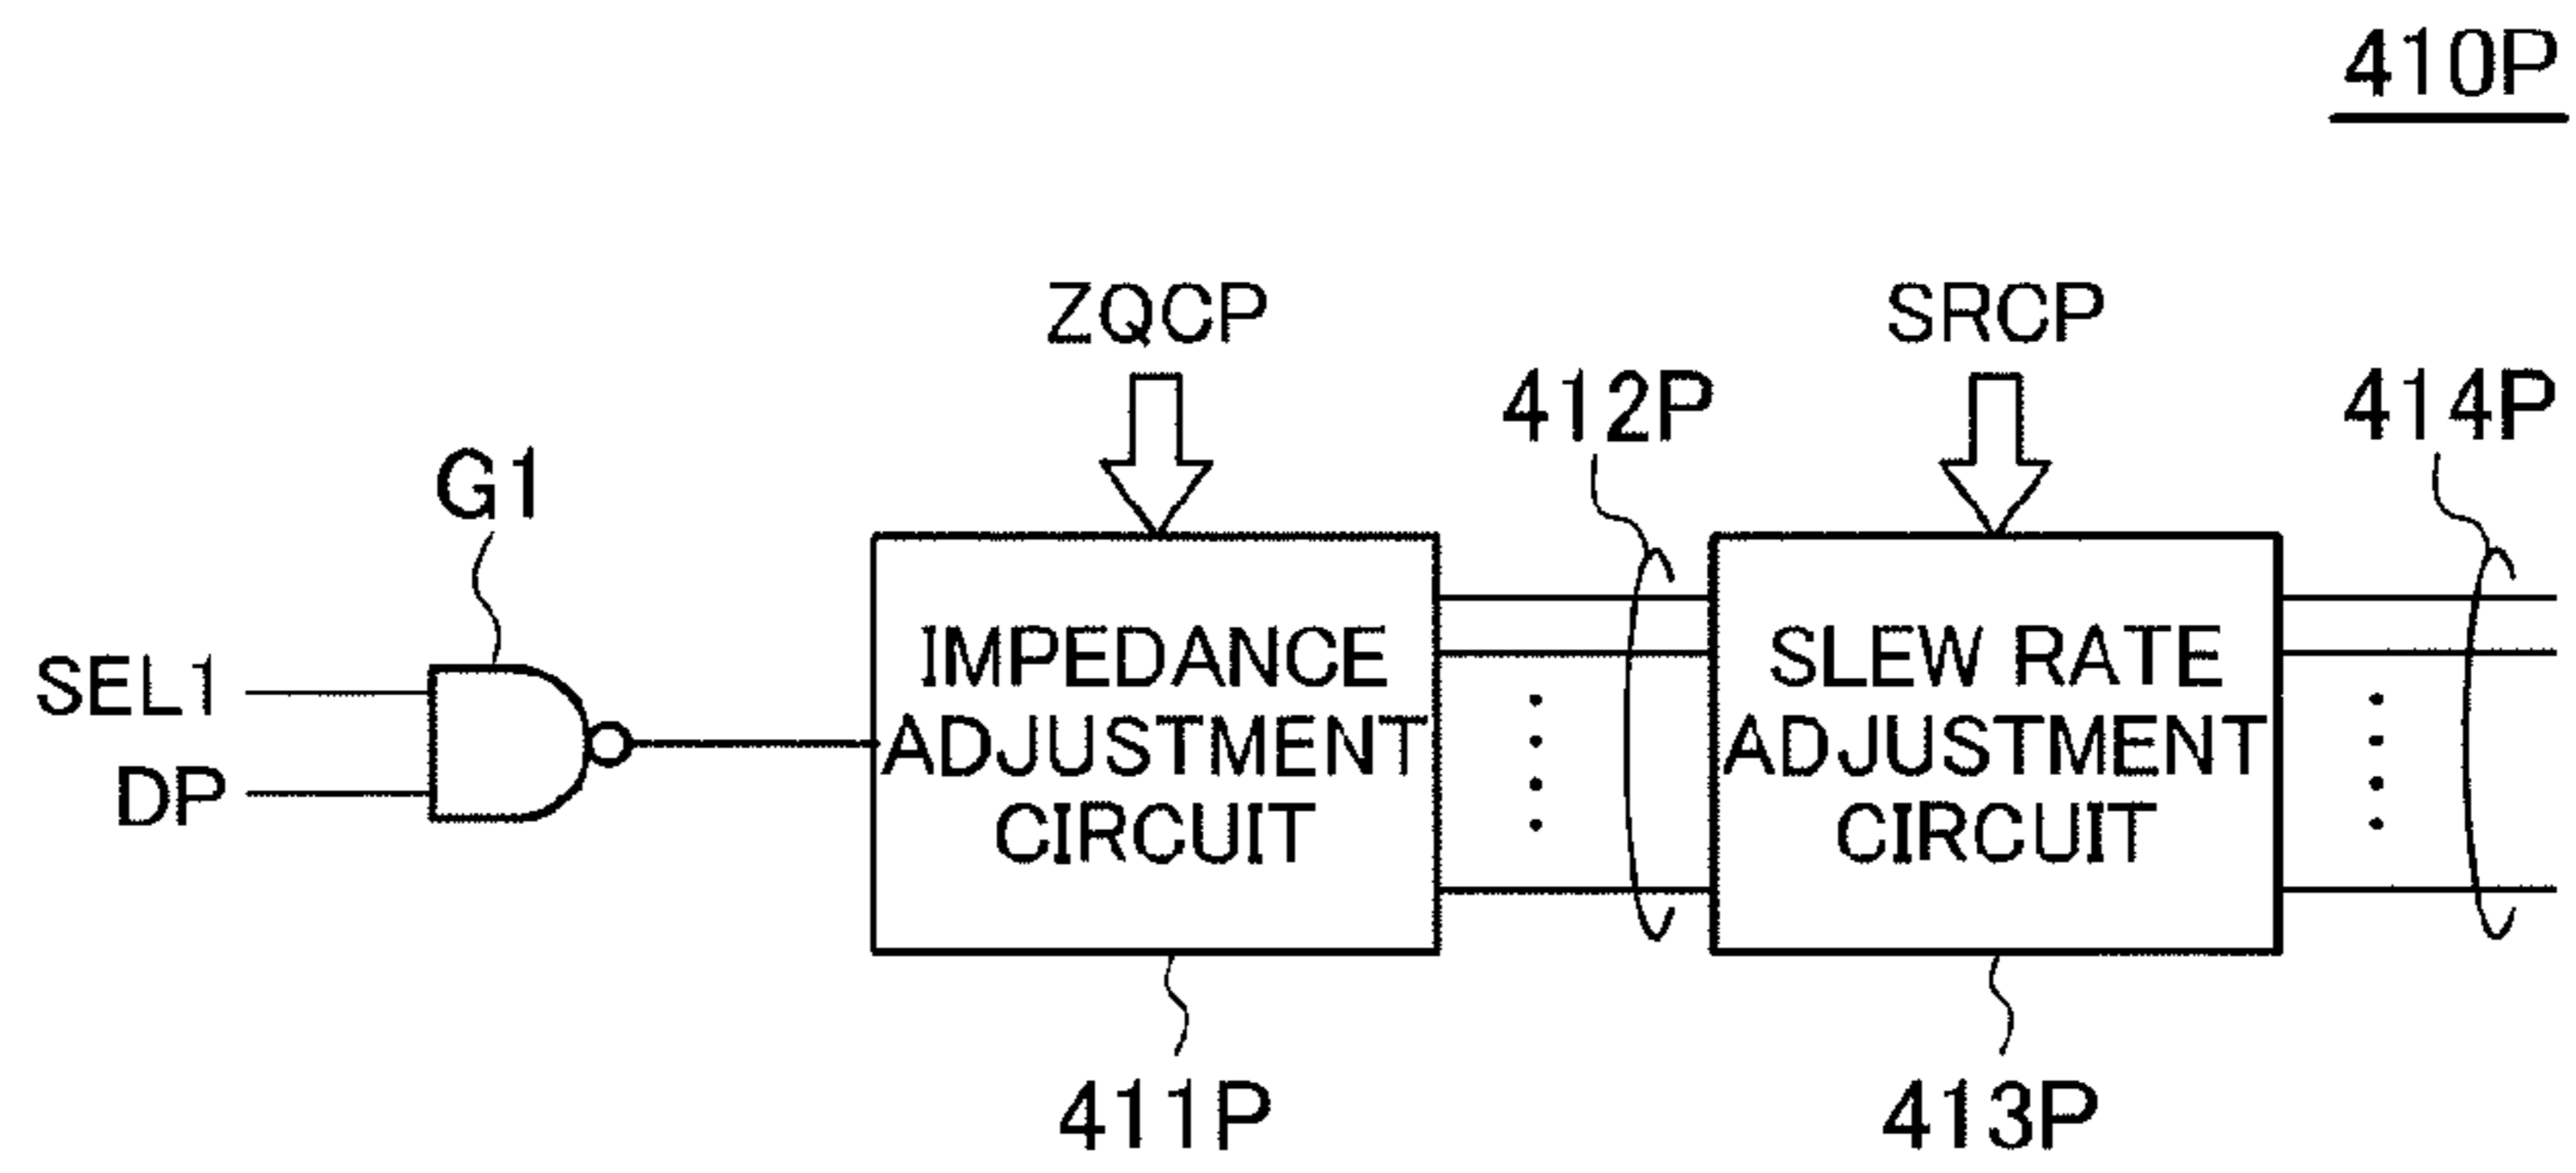 410P
ZQCP
SRCP
412P
414P
G1
SEL1
DP
IMPEDANCE
ADJUSTMENT
CIRCUIT
SLEW RATE
ADJUSTMENT
CIRCUIT
411P
413P